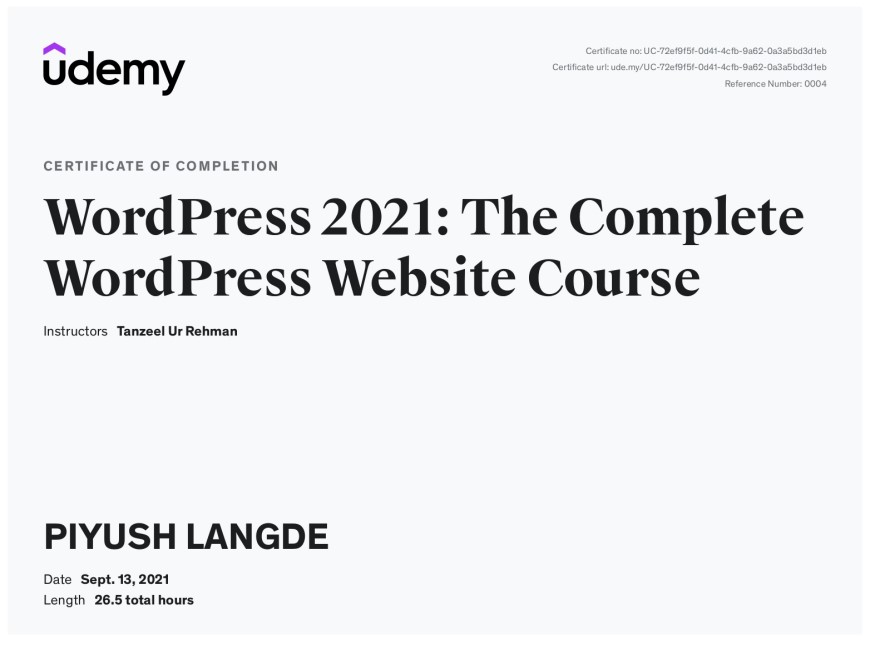 udemy
Certificate no: UC-72ef9f5f-0d41-4cfb-9a62-0a3a5bd3d1eb
Certificate url: ude.my/UC-72ef9f5f-0d41-4cfb-9a62-0a3a5bd3d1eb
Reference Number: 0004
CERTIFICATE OF COMPLETION
WordPress 2021: The Complete
WordPress Website Course
Instructors Tanzeel Ur Rehman
PIYUSH LANGDE
Date Sept. 13, 2021
Length 26.5 total hours